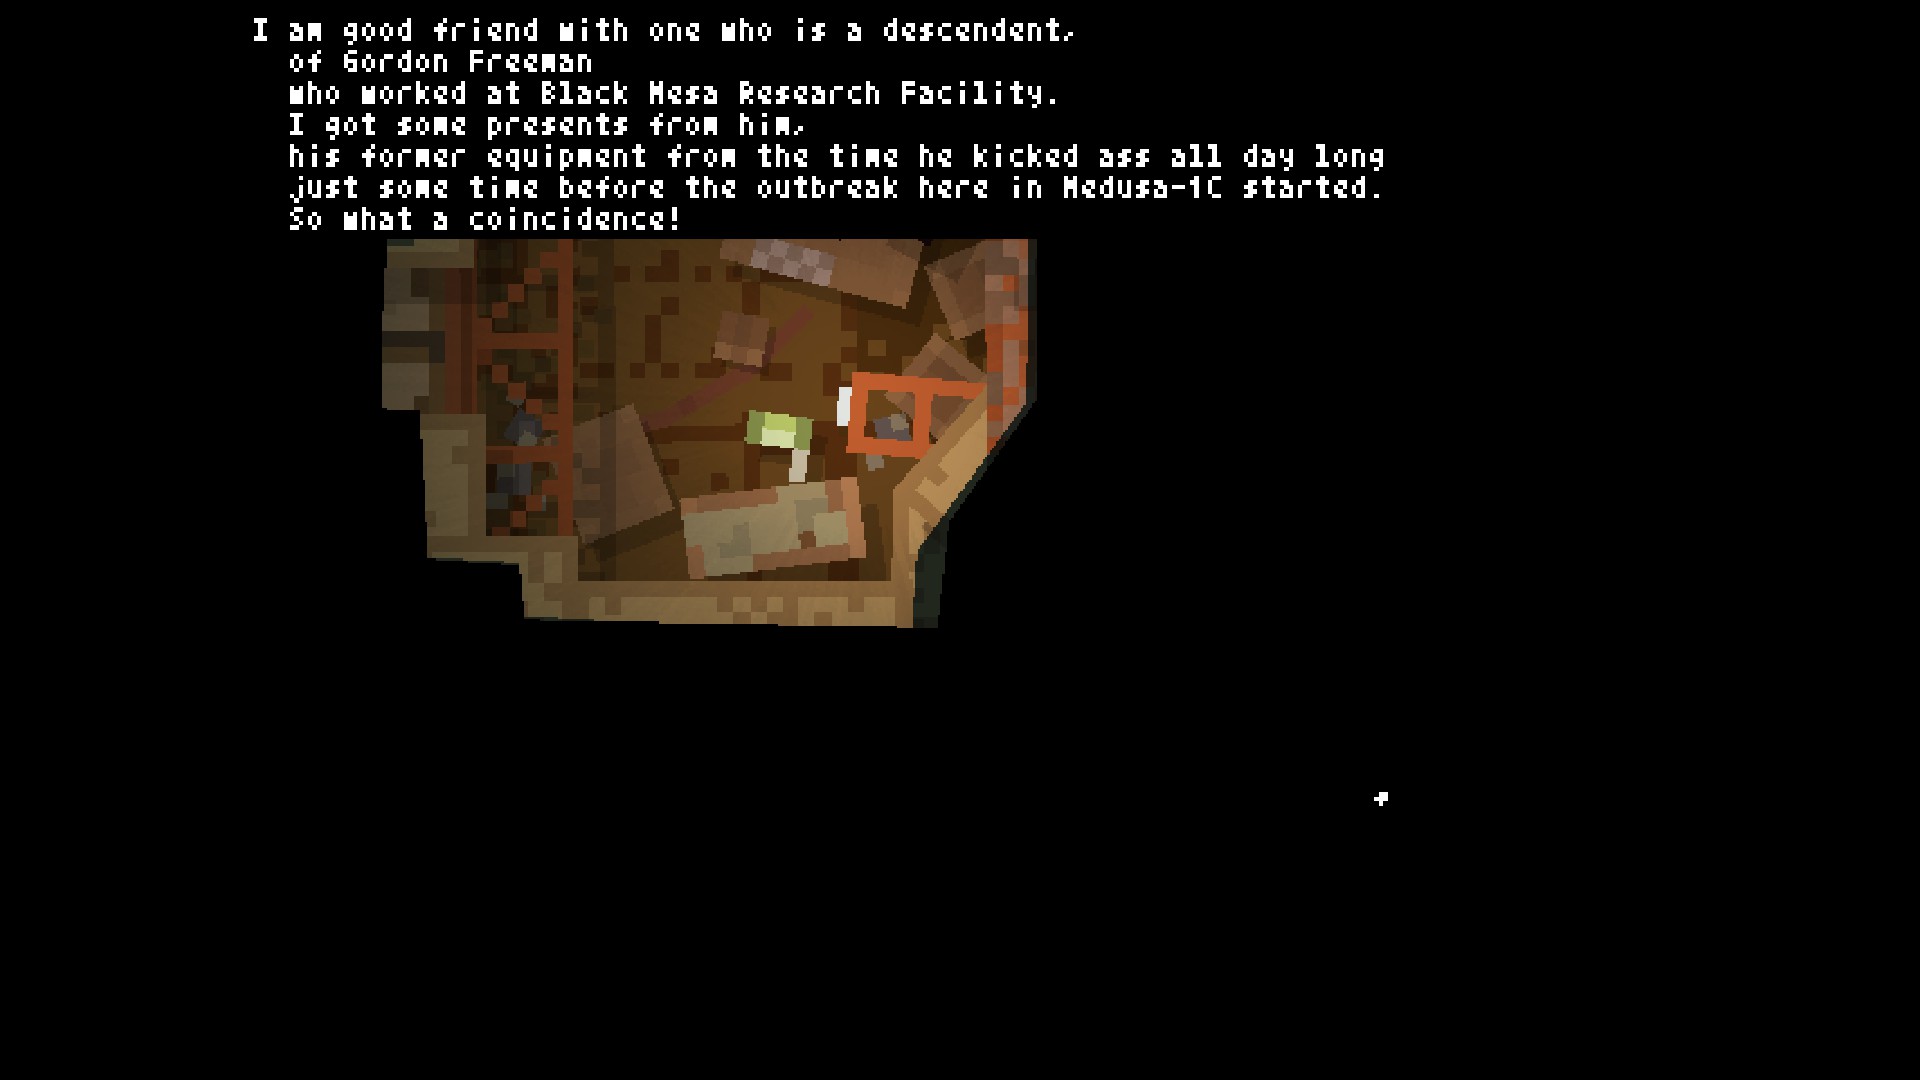 I am good friend with one who is a descendent,
of Gordon Freeman
who worked at Black Mesa Research Facility.
I got some presents from him,
his former equipment from the time he kicked ass all day long
just some time before the outbreak here in Medusa-1C started.
So what a coincidence!